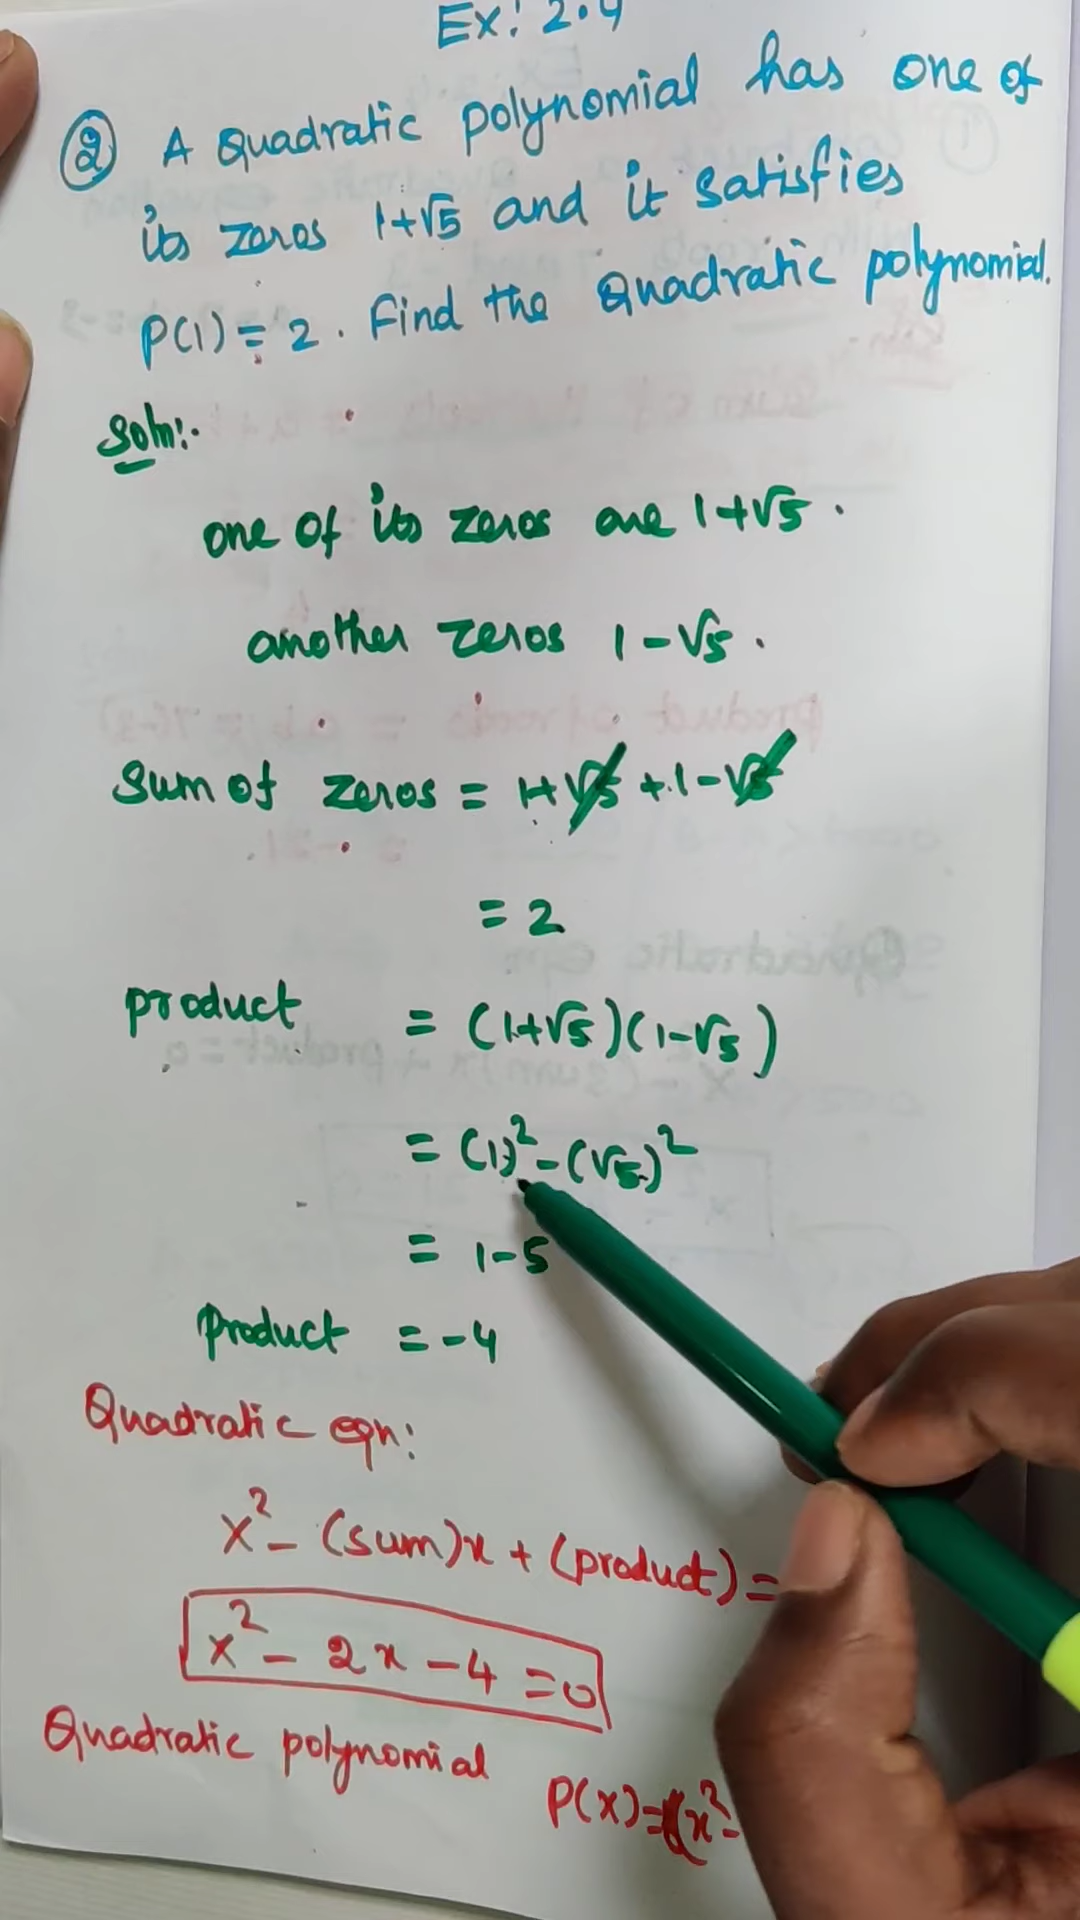 Ex: 2.4
② A Quadratic polynomial has one of
its zeros 1+√5 and it satisfies
P(1) = 2. Find the Quadratic polynomial.
Soln:-
one of its zeros are 1+√5.
another zeros 1-√5.
Sum of zeros = 1+√5 + 1-√5
= 2
product = (1+√5)(1-√5)
= (1)² - (√5)²
= 1-5
product = -4
Quadratic eqn:
x² - (sum)x + (product) =
x² - 2x - 4 = 0
Quadratic polynomial
P(x) = (x² -